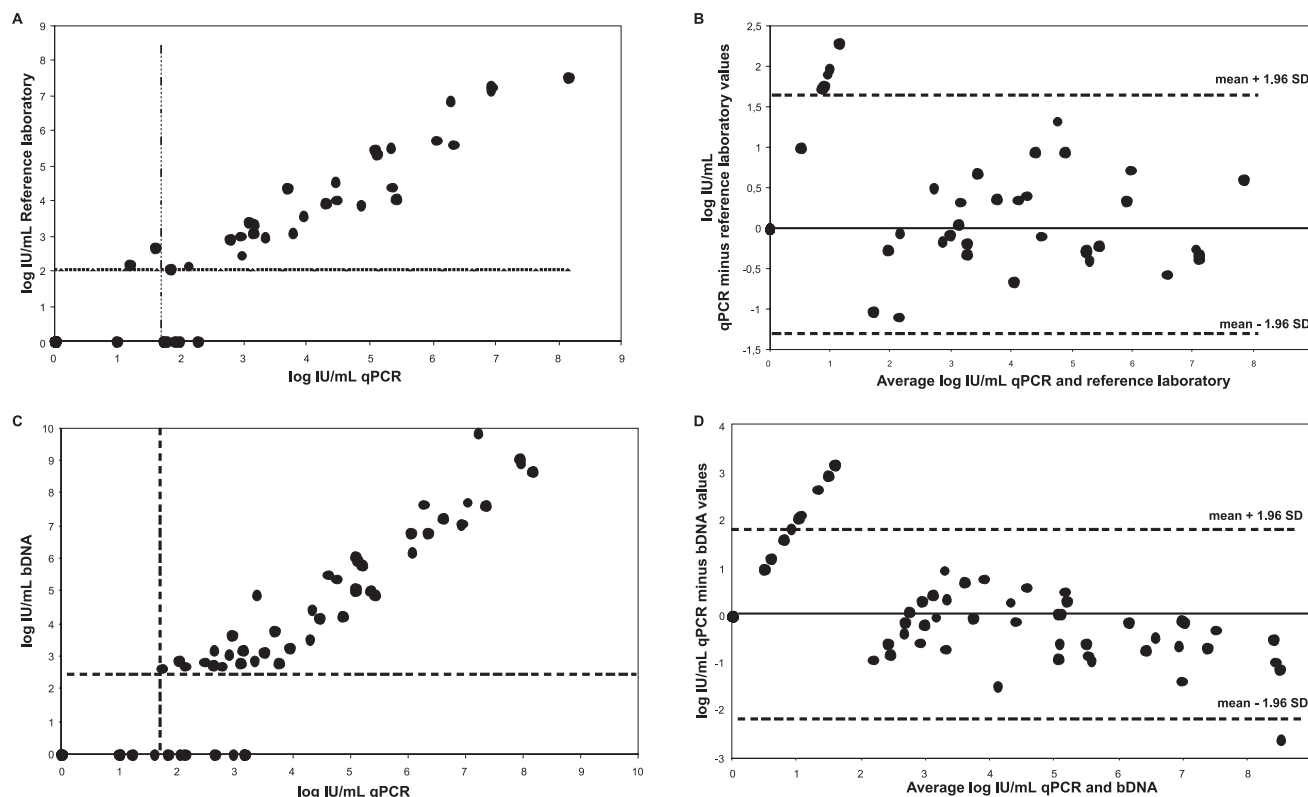 A
log IU/mL Reference laboratory
9
8
7
6
5
4
3
2
1
0
0 1 2 3 4 5 6 7 8 9
log IU/mL qPCR
B
log IU/mL
qPCR minus reference laboratory values
2,5
2
1,5
1
0,5
0
-0,5
-1
-1,5
mean + 1.96 SD
mean - 1.96 SD
0 1 2 3 4 5 6 7 8
Average log IU/mL qPCR and reference laboratory
C
log IU/mL bDNA
10
9
8
7
6
5
4
3
2
1
0
0 1 2 3 4 5 6 7 8 9 10
log IU/mL qPCR
D
log IU/mL qPCR minus bDNA values
4
3
2
1
0
-1
-2
-3
mean + 1.96 SD
mean - 1.96 SD
0 1 2 3 4 5 6 7 8
Average log IU/mL qPCR and bDNA